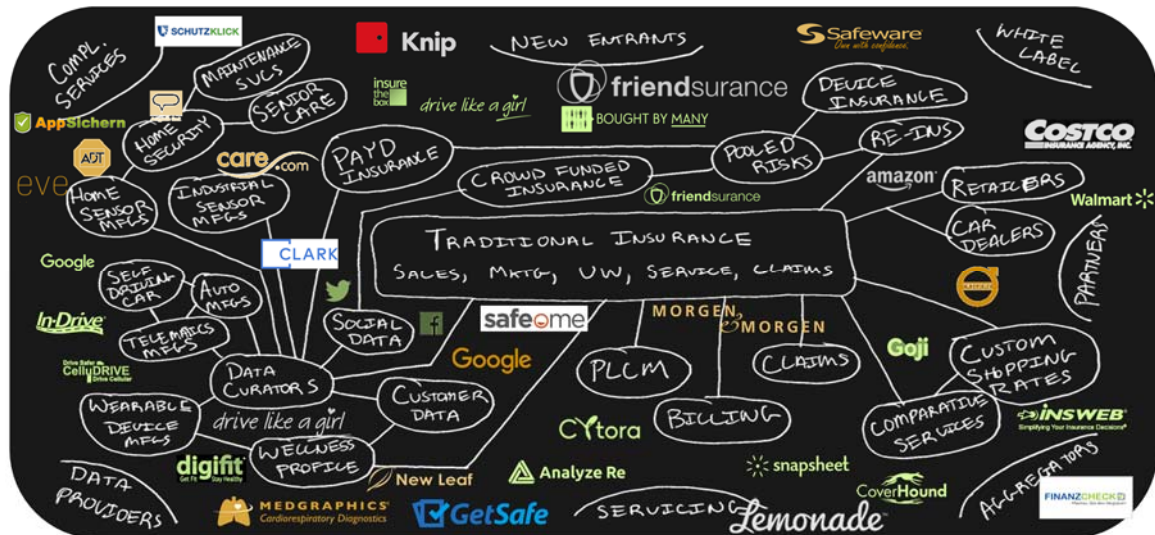 SCHUTZKLICK
Knip
NEW ENTRANTS
Safeware®
Own with confidence.
WHITE
LABEL
COMPL.
SERVICES
MAINTENANCE
SVCS
SENIOR
CARE
insure
the
box
drive like a girl
friendsurance
BOUGHT BY MANY
DEVICE
INSURANCE
AppSichern
HOME
SECURITY
ADT
care.com
PAYD
INSURANCE
CROWD FUNDED
INSURANCE
POOLED
RISKS
RE-INS
COSTCO
INSURANCE AGENCY, INC.
eve
HOME
SENSOR
MFGS
INDUSTRIAL
SENSOR
MFGS
friendsurance
amazon
RETAILERS
Walmart
CAR
DEALERS
PARTNERS
CLARK
TRADITIONAL INSURANCE
SALES, MKTG, UW, SERVICE, CLAIMS
Google
SELF
DRIVING
CAR
AUTO
MFGS
In-Drive
TELEMATICS
MFGS
SOCIAL
DATA
safeome
MORGEN
& MORGEN
Google
Drive Safer
CellyDRIVE
Drive Cellular
DATA
CURATORS
PLCM
CLAIMS
Goji
CUSTOM
SHOPPING
RATES
WEARABLE
DEVICE
MFGS
drive like a girl
CUSTOMER
DATA
BILLING
COMPARATIVE
SERVICES
INSWEB®
Simplifying Your Insurance Decisions®
CYtora
WELLNESS
PROFILE
digifit
Get Fit Stay Healthy
New Leaf
Analyze Re
snapsheet
CoverHound
AGGREGATORS
DATA
PROVIDERS
MEDGRAPHICS®
Cardiorespiratory Diagnostics
GetSafe
SERVICING
Lemonade
FINANZCHECK